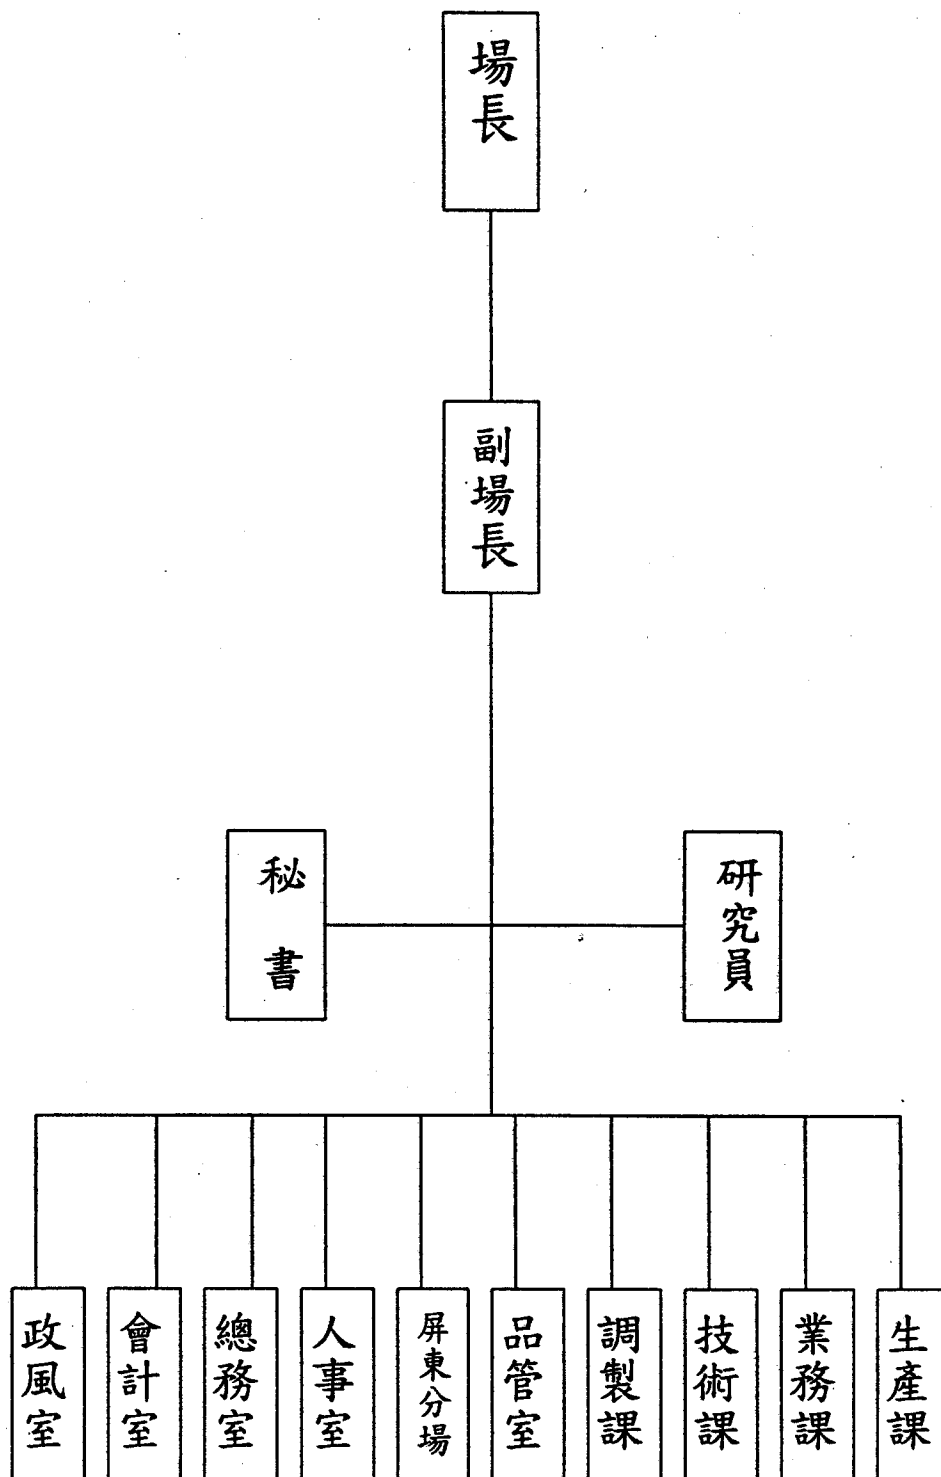 場長
副場長
研究員
秘書
生產課
業務課
技術課
調製課
品管室
屏東分場
人事室
總務室
會計室
政風室